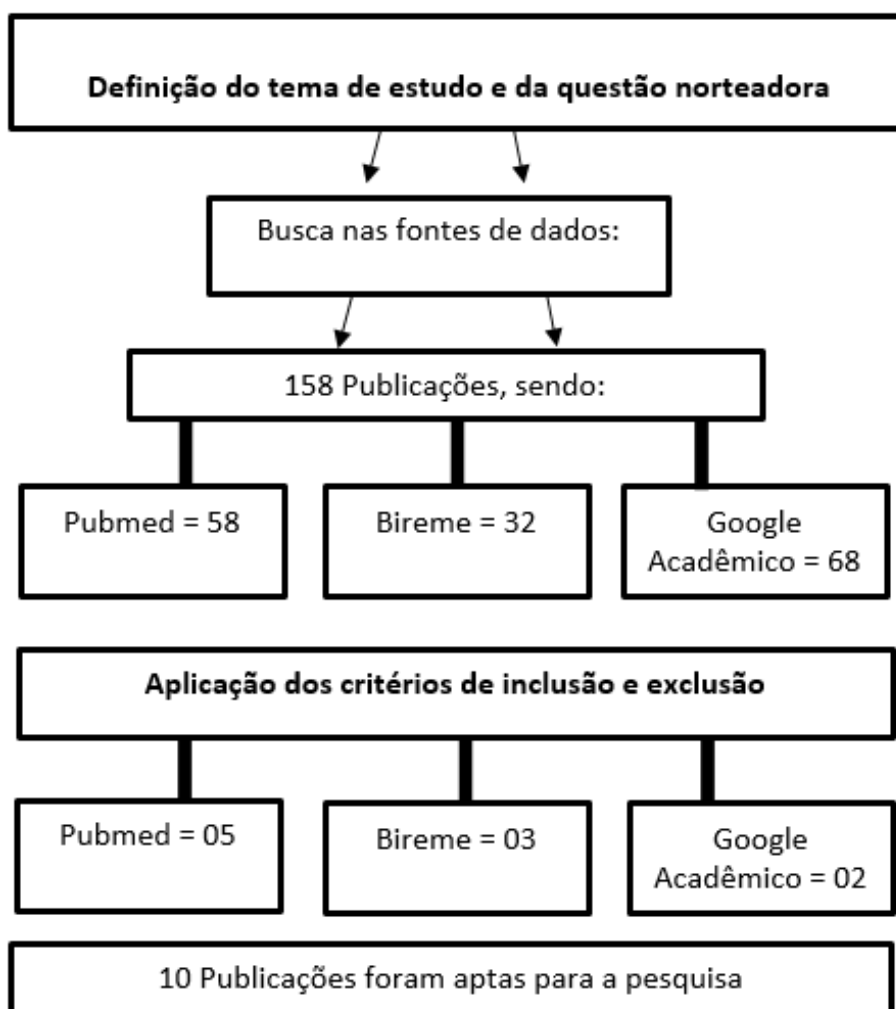 Definição do tema de estudo e da questão norteadora
Busca nas fontes de dados:
158 Publicações, sendo:
Pubmed = 58
Bireme = 32
Google
Acadêmico = 68
Aplicação dos critérios de inclusão e exclusão
Pubmed = 05
Bireme = 03
Google
Acadêmico = 02
10 Publicações foram aptas para a pesquisa